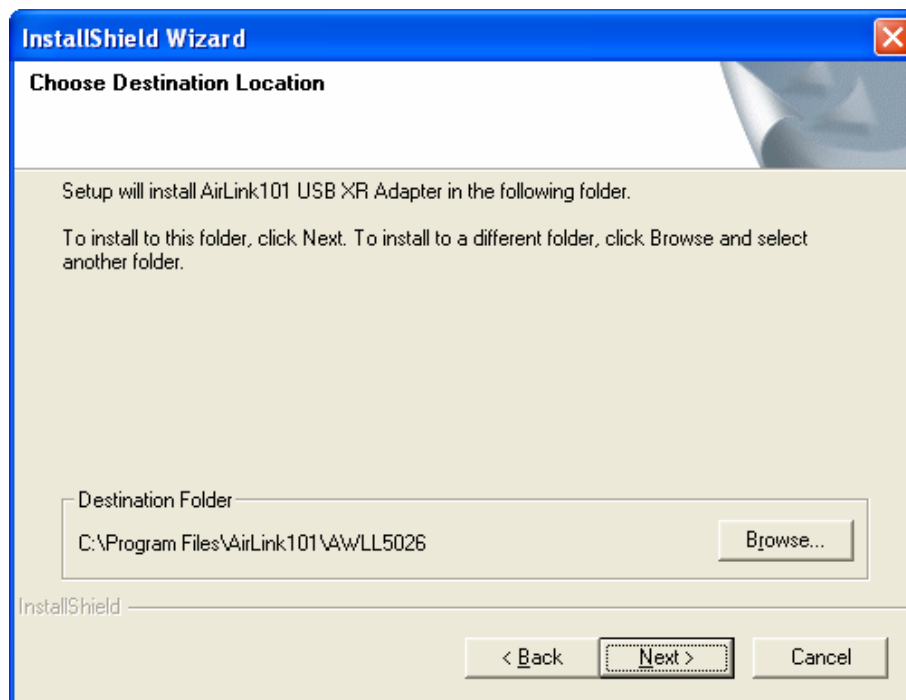 InstallShield Wizard
Choose Destination Location
Setup will install AirLink101 USB XR Adapter in the following folder.
To install to this folder, click Next. To install to a different folder, click Browse and select
another folder.
Destination Folder
C:\Program Files\AirLink101\AWLL5026
Browse...
InstallShield
< Back
Next >
Cancel